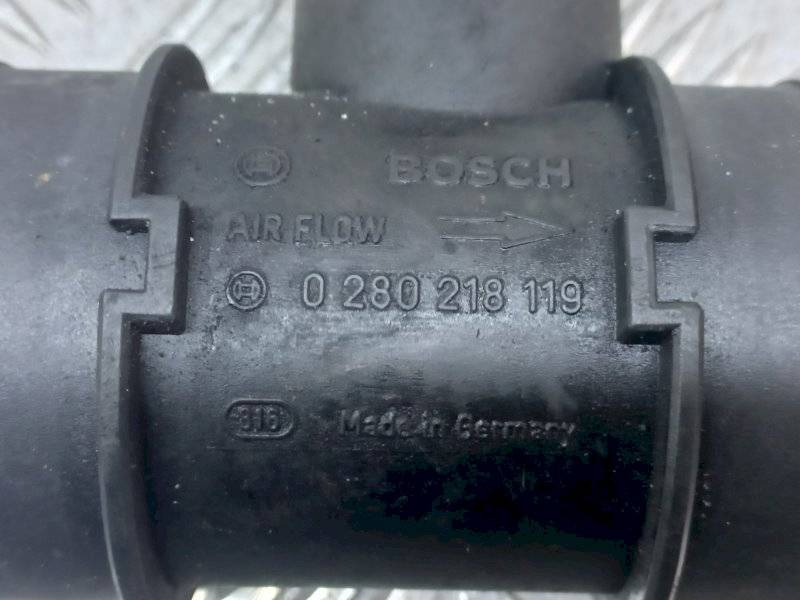 BOSCH
AIR FLOW
0 280 218 119
816 Made in Germany